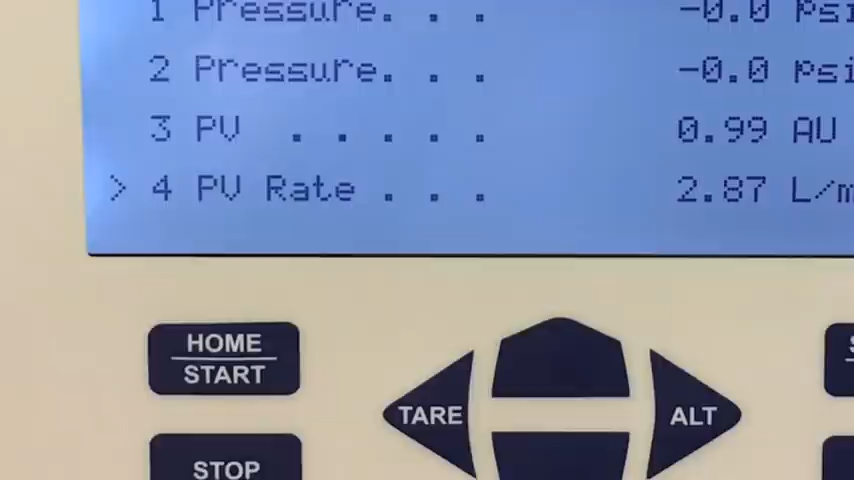 1 Pressure. . . -0.0 psi
2 Pressure. . . -0.0 psi
3 PV . . . . . 0.99 AU
> 4 PV Rate . . . 2.87 L/m
HOME
START
TARE
ALT
STOP